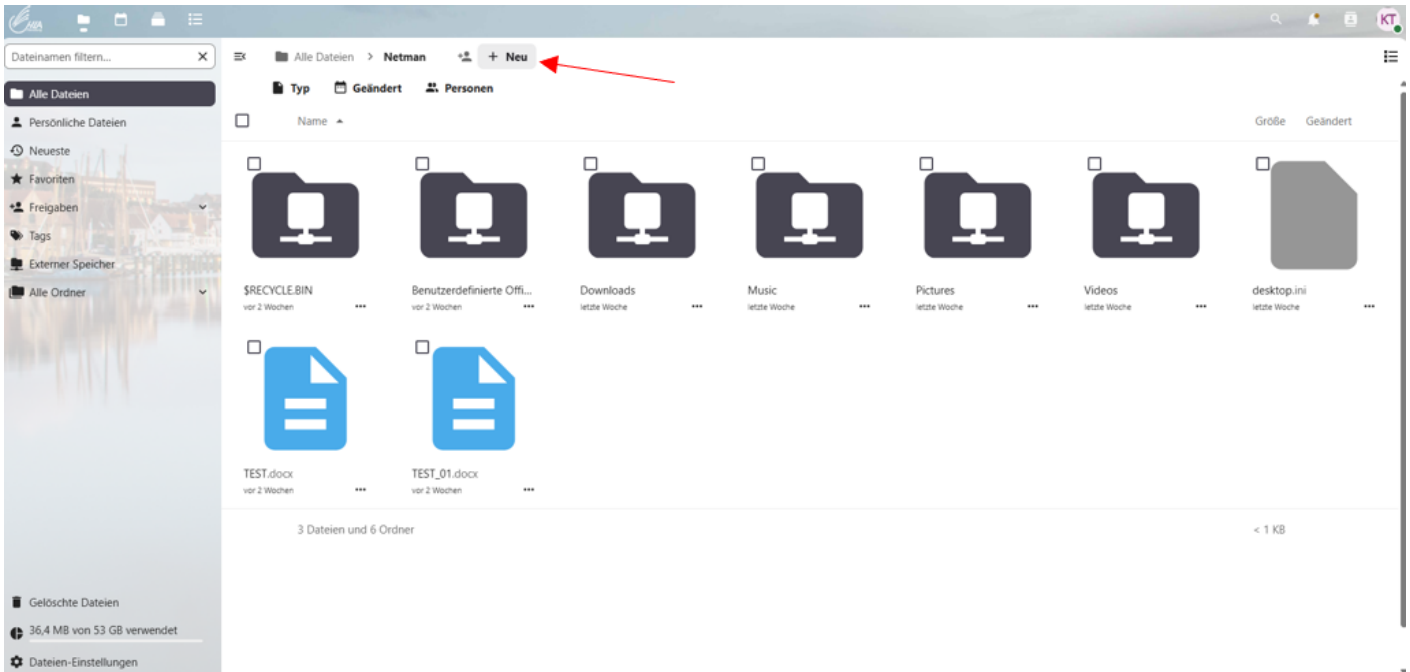 KT
Dateinamen filtern...
Alle Dateien > Netman + Neu
Alle Dateien
Typ Geändert Personen
Persönliche Dateien
Name Größe Geändert
Neueste
Favoriten
Freigaben
Tags
Externer Speicher
Alle Ordner
$RECYCLE.BIN Benutzerdefinierte Offi... Downloads Music Pictures Videos desktop.ini
vor 2 Wochen vor 2 Wochen letzte Woche letzte Woche letzte Woche letzte Woche letzte Woche
TEST.docx TEST_01.docx
vor 2 Wochen vor 2 Wochen
3 Dateien und 6 Ordner < 1 KB
Gelöschte Dateien
36,4 MB von 53 GB verwendet
Dateien-Einstellungen